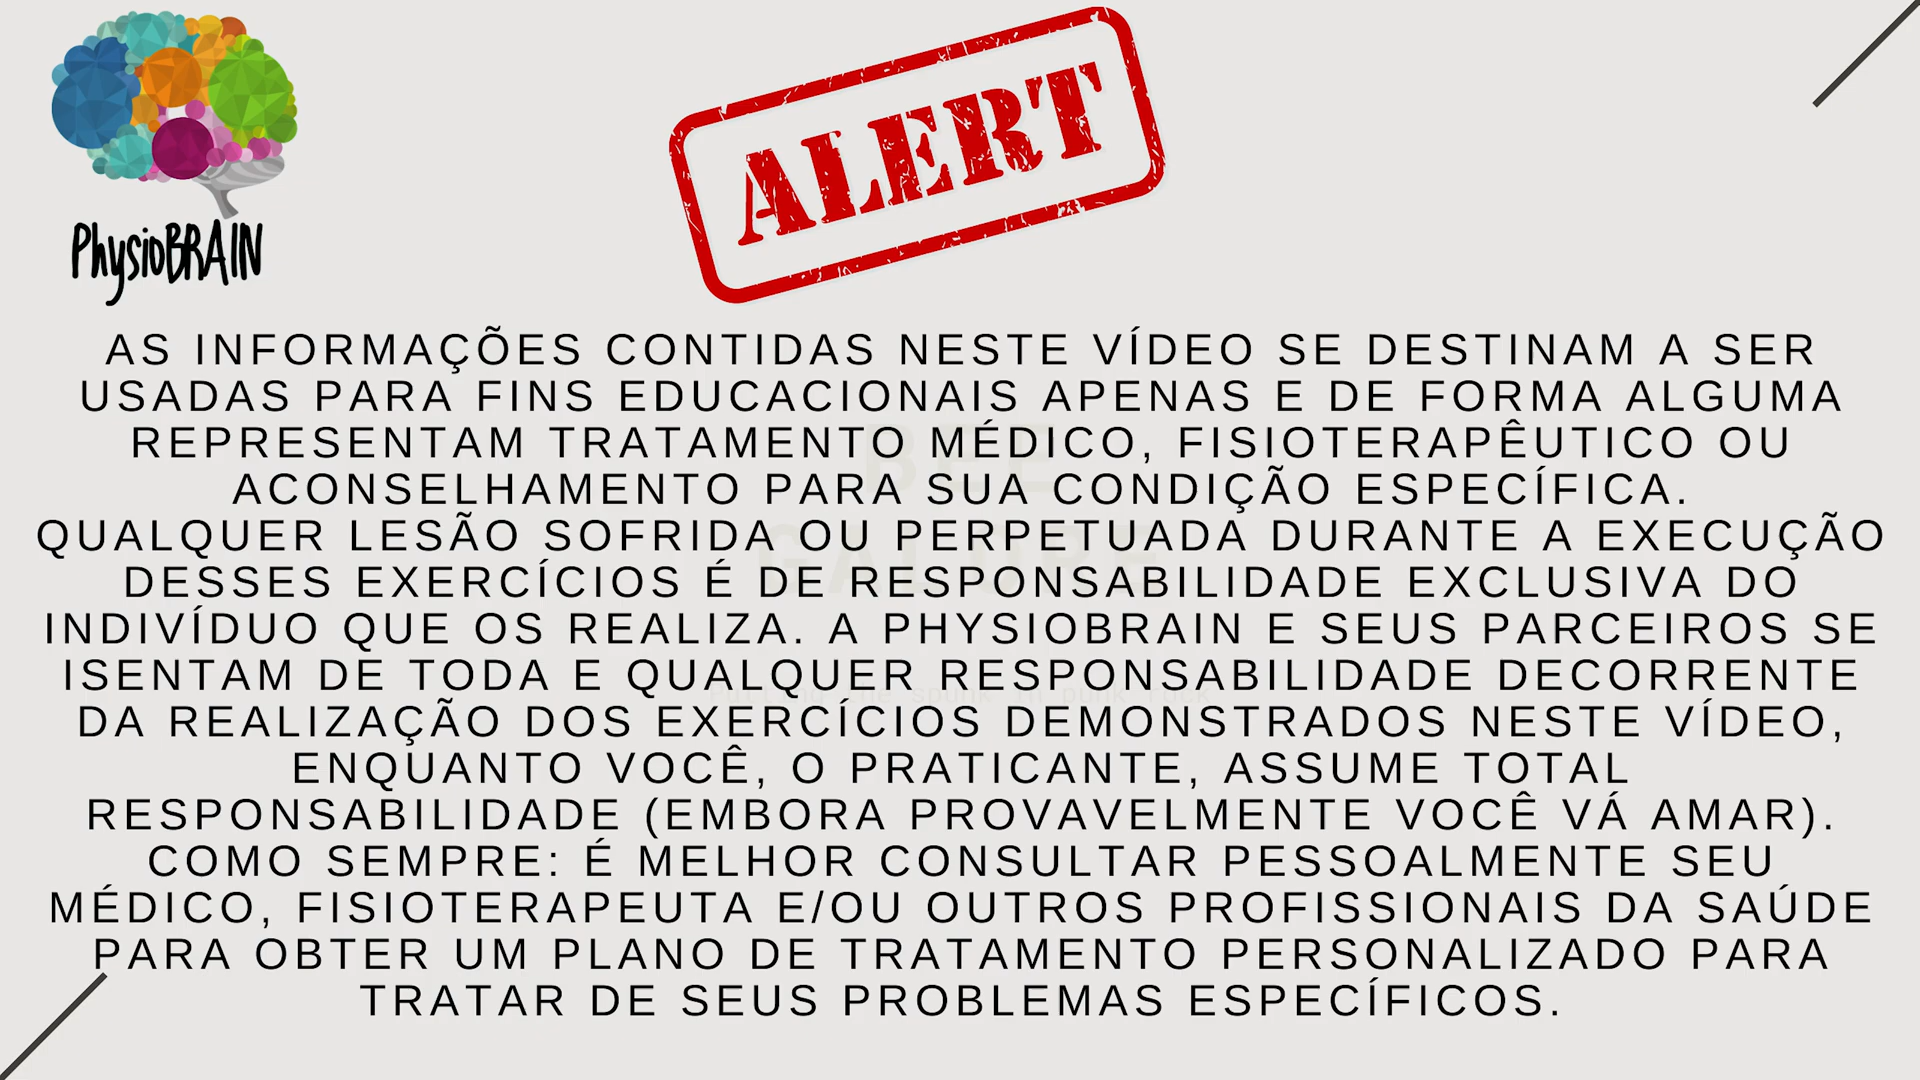 PhysioBRAIN
ALERT
AS INFORMAÇÕES CONTIDAS NESTE VÍDEO SE DESTINAM A SER
USADAS PARA FINS EDUCACIONAIS APENAS E DE FORMA ALGUMA
REPRESENTAM TRATAMENTO MÉDICO, FISIOTERAPÊUTICO OU
ACONSELHAMENTO PARA SUA CONDIÇÃO ESPECÍFICA.
QUALQUER LESÃO SOFRIDA OU PERPETUADA DURANTE A EXECUÇÃO
DESSES EXERCÍCIOS É DE RESPONSABILIDADE EXCLUSIVA DO
INDIVÍDUO QUE OS REALIZA. A PHYSIOBRAIN E SEUS PARCEIROS SE
ISENTAM DE TODA E QUALQUER RESPONSABILIDADE DECORRENTE
DA REALIZAÇÃO DOS EXERCÍCIOS DEMONSTRADOS NESTE VÍDEO,
ENQUANTO VOCÊ, O PRATICANTE, ASSUME TOTAL
RESPONSABILIDADE (EMBORA PROVAVELMENTE VOCÊ VÁ AMAR).
COMO SEMPRE: É MELHOR CONSULTAR PESSOALMENTE SEU
MÉDICO, FISIOTERAPEUTA E/OU OUTROS PROFISSIONAIS DA SAÚDE
PARA OBTER UM PLANO DE TRATAMENTO PERSONALIZADO PARA
TRATAR DE SEUS PROBLEMAS ESPECÍFICOS.